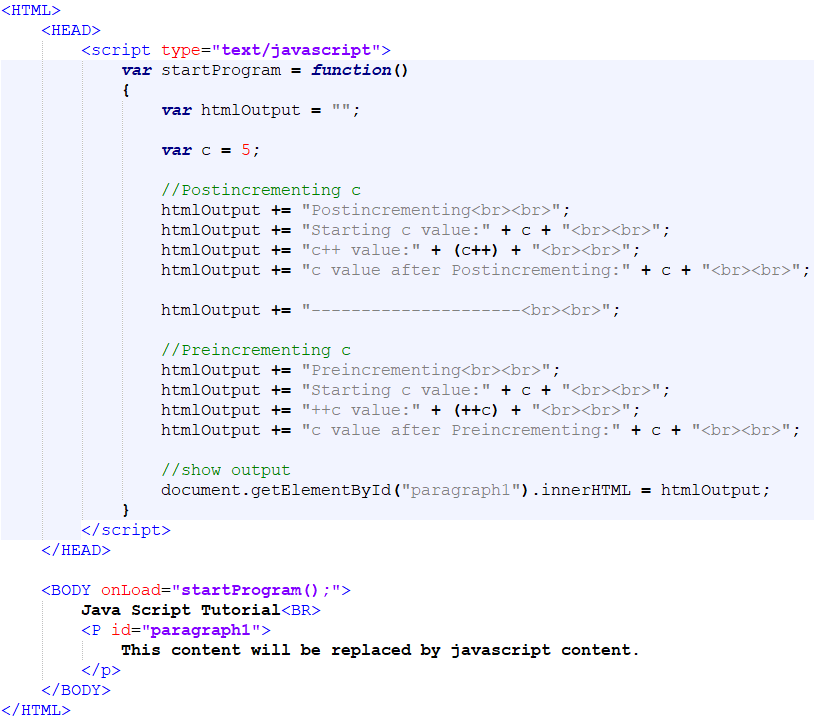 <HTML>
<HEAD>
<script type="text/javascript">
var startProgram = function()
{
var htmlOutput = "";
var c = 5;
//Postincrementing c
htmlOutput += "Postincrementing<br><br>";
htmlOutput += "Starting c value:" + c + "<br><br>";
htmlOutput += "c++ value:" + (c++) + "<br><br>";
htmlOutput += "c value after Postincrementing:" + c + "<br><br>";
htmlOutput += "---------------------<br><br>";
//Preincrementing c
htmlOutput += "Preincrementing<br><br>";
htmlOutput += "Starting c value:" + c + "<br><br>";
htmlOutput += "++c value:" + (++c) + "<br><br>";
htmlOutput += "c value after Preincrementing:" + c + "<br><br>";
//show output
document.getElementById("paragraph1").innerHTML = htmlOutput;
}
</script>
</HEAD>
<BODY onLoad="startProgram();">
Java Script Tutorial<BR>
<P id="paragraph1">
This content will be replaced by javascript content.
</p>
</BODY>
</HTML>